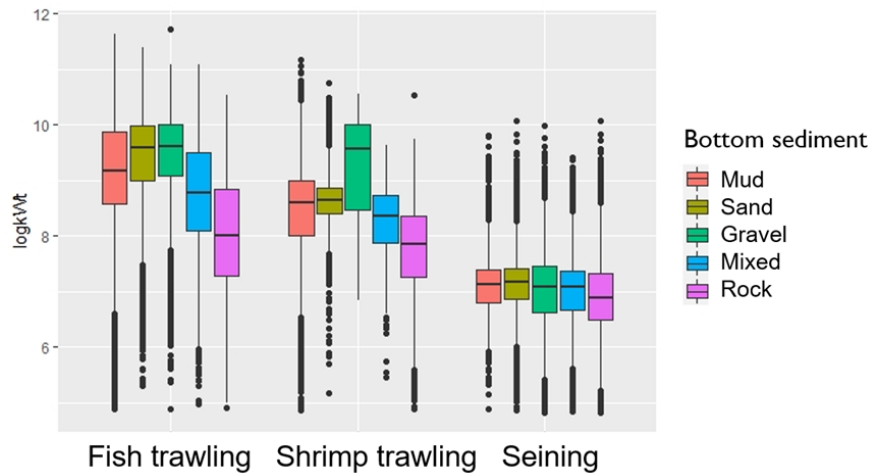 12
10
8
6
logkWt
Fish trawling
Shrimp trawling
Seining
Bottom sediment
Mud
Sand
Gravel
Mixed
Rock